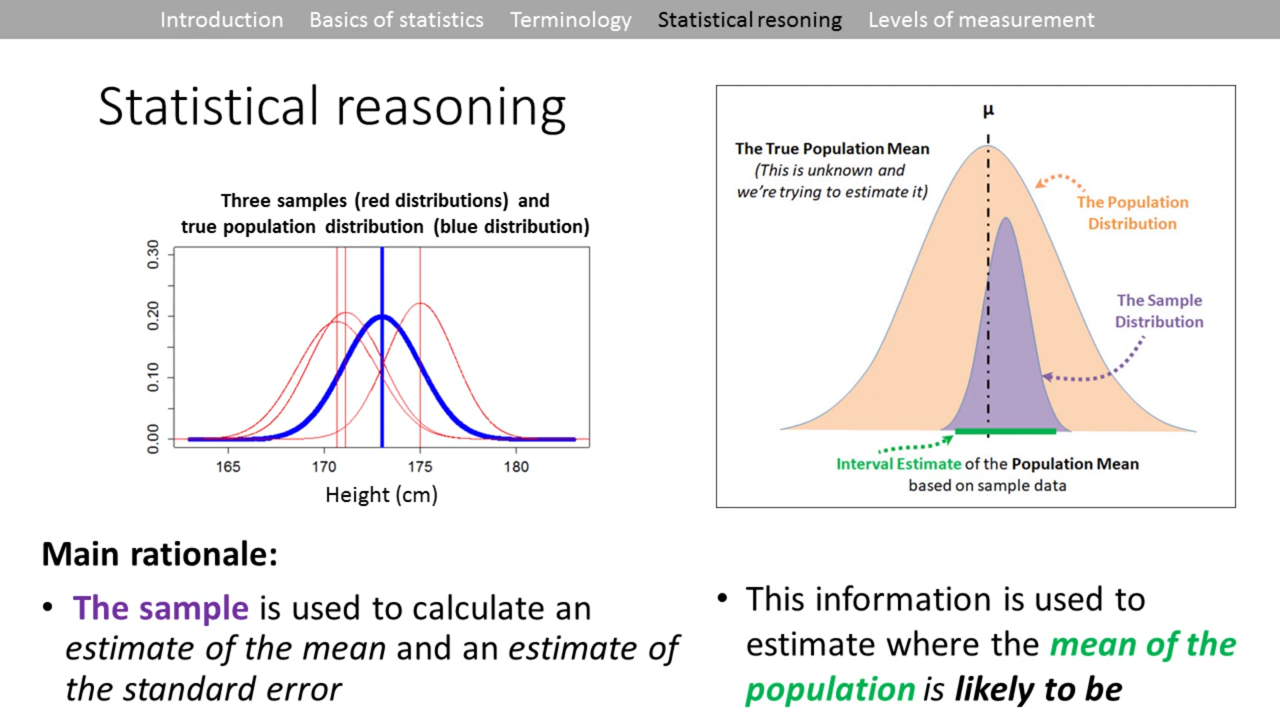 Introduction Basics of statistics Terminology Statistical resoning Levels of measurement
Statistical reasoning
Three samples (red distributions) and
true population distribution (blue distribution)
0.30
0.20
0.10
0.00
165 170 175 180
Height (cm)
μ
The True Population Mean
(This is unknown and
we're trying to estimate it)
The Population
Distribution
The Sample
Distribution
Interval Estimate of the Population Mean
based on sample data
Main rationale:
• The sample is used to calculate an
estimate of the mean and an estimate of
the standard error
• This information is used to
estimate where the mean of the
population is likely to be